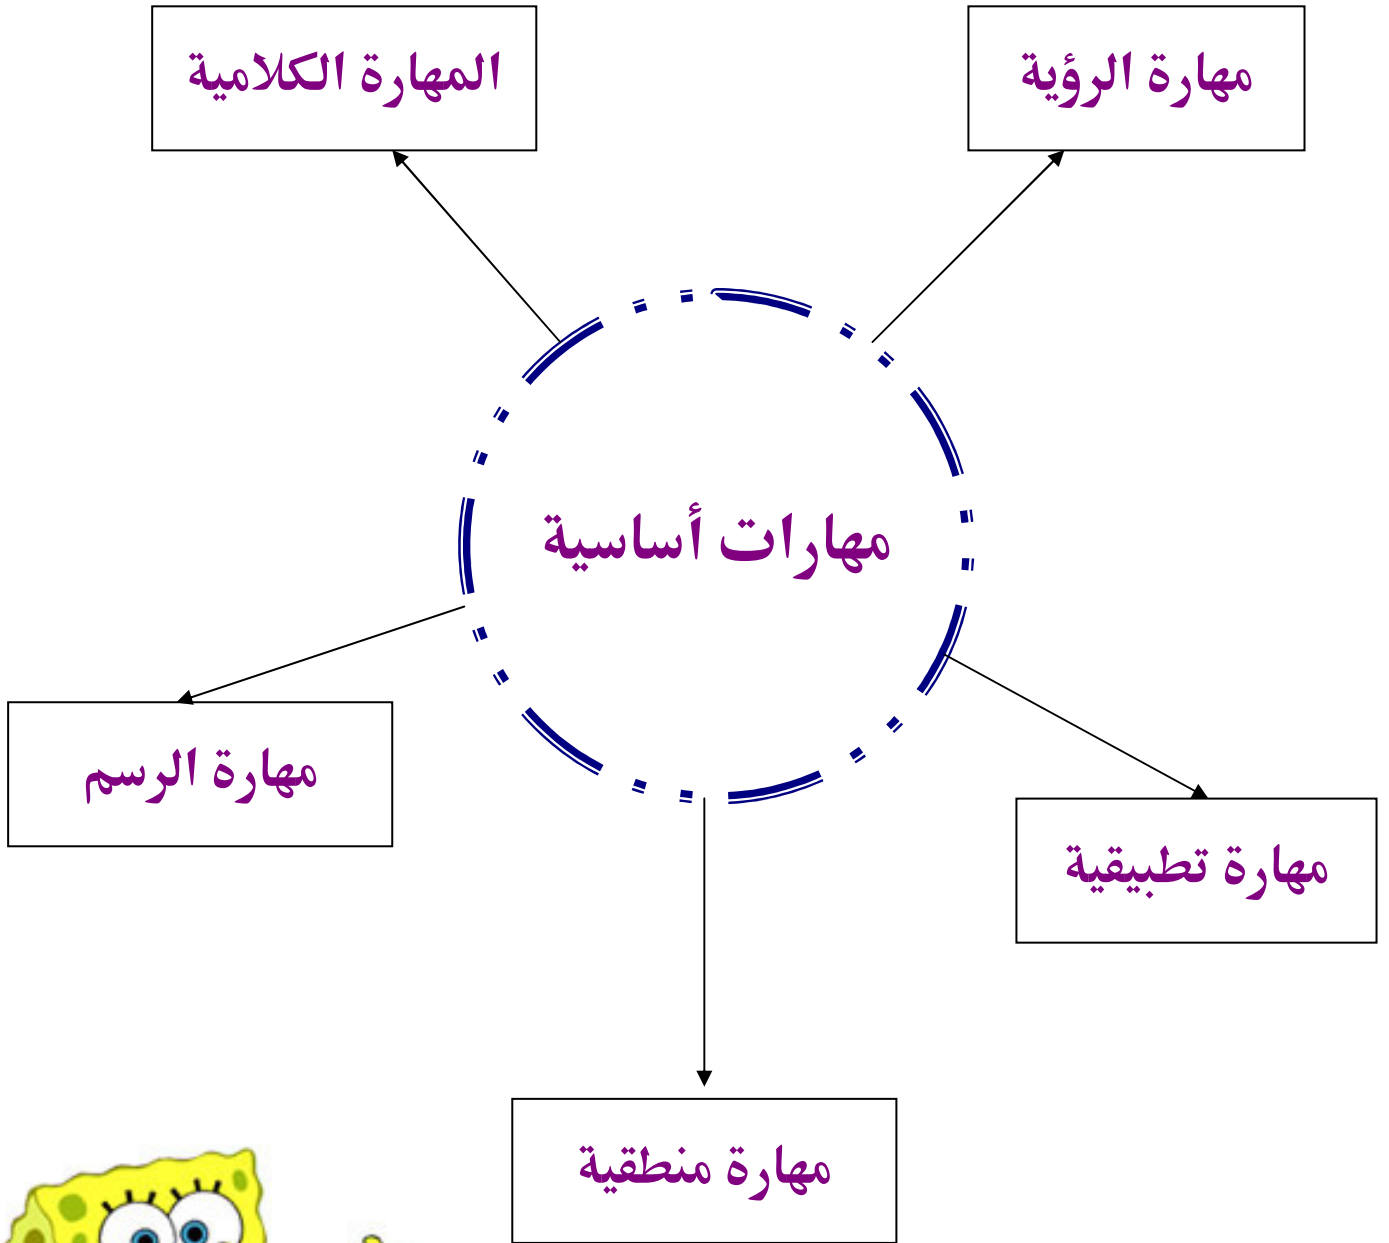 مهارة الرؤية
المهارة الكلامية
مهارات أساسية
مهارة الرسم
مهارة تطبيقية
مهارة منطقية